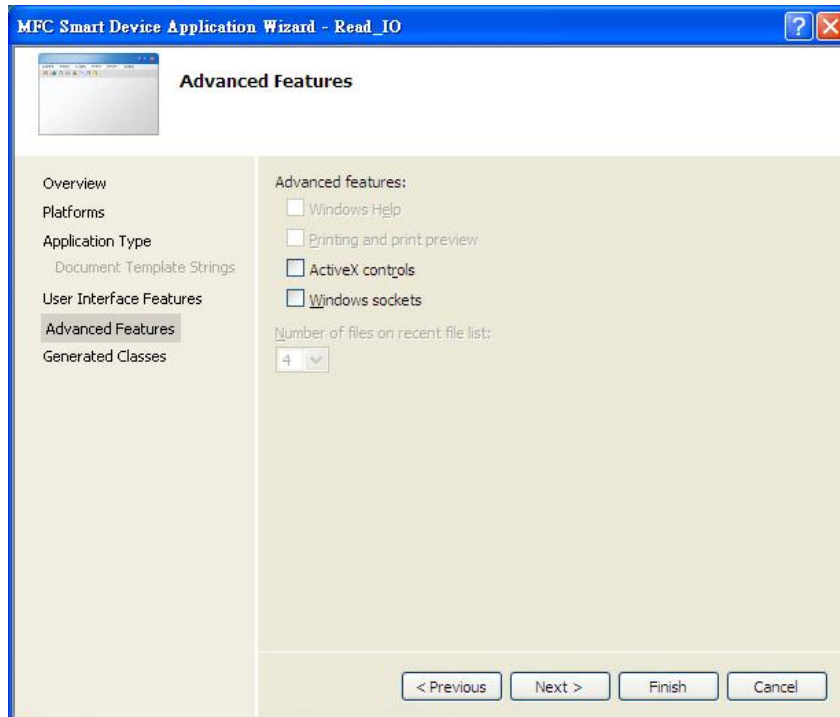 MFC Smart Device Application Wizard - Read_IO
Advanced Features
Overview
Platforms
Application Type
Document Template Strings
User Interface Features
Advanced Features
Generated Classes
Advanced features:
Windows Help
Printing and print preview
ActiveX controls
Windows sockets
Number of files on recent file list:
4
< Previous Next > Finish Cancel